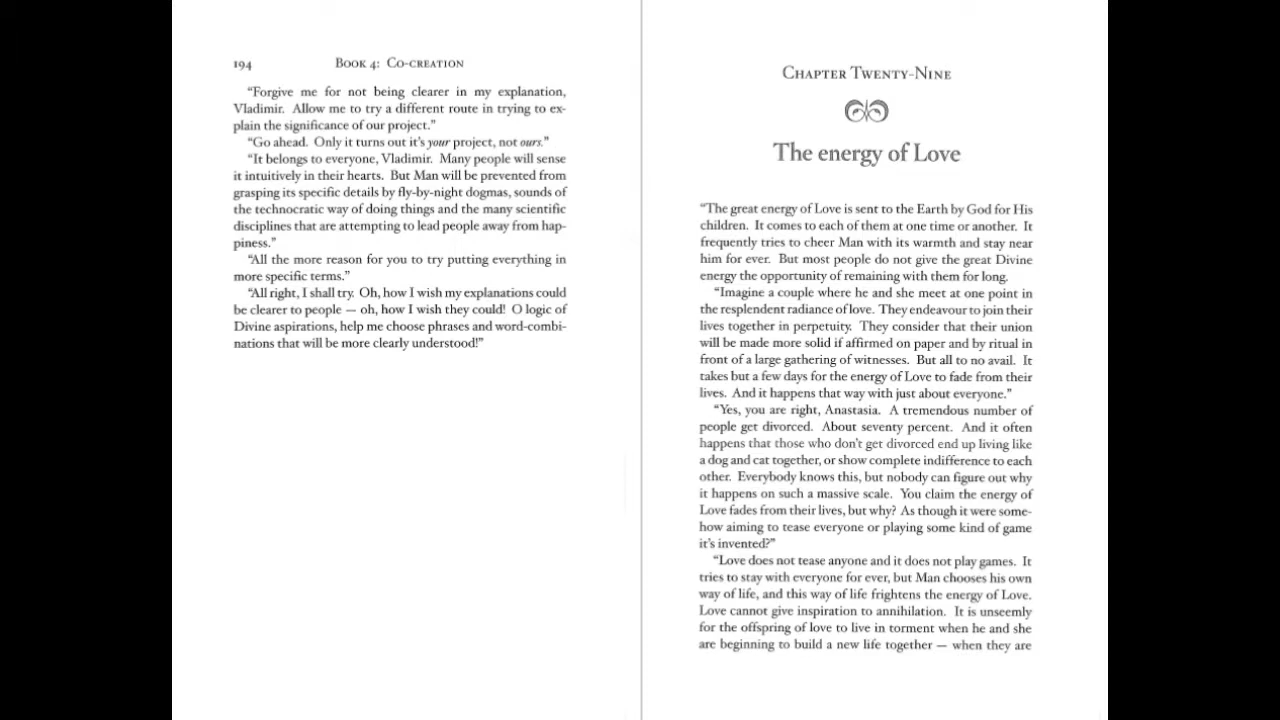 194
Book 4: Co-creation
“Forgive me for not being clearer in my explanation,
Vladimir. Allow me to try a different route in trying to ex-
plain the significance of our project.”
“Go ahead. Only it turns out it’s your project, not ours.”
“It belongs to everyone, Vladimir. Many people will sense
it intuitively in their hearts. But Man will be prevented from
grasping its specific details by fly-by-night dogmas, sounds of
the technocratic way of doing things and the many scientific
disciplines that are attempting to lead people away from hap-
piness.”
“All the more reason for you to try putting everything in
more specific terms.”
“All right, I shall try. Oh, how I wish my explanations could
be clearer to people — oh, how I wish they could! O logic of
Divine aspirations, help me choose phrases and word-combi-
nations that will be more clearly understood!”
Chapter Twenty-Nine
The energy of Love
“The great energy of Love is sent to the Earth by God for His
children. It comes to each of them at one time or another. It
frequently tries to cheer Man with its warmth and stay near
him for ever. But most people do not give the great Divine
energy the opportunity of remaining with them for long.
“Imagine a couple where he and she meet at one point in
the resplendent radiance of love. They endeavour to join their
lives together in perpetuity. They consider that their union
will be made more solid if affirmed on paper and by ritual in
front of a large gathering of witnesses. But all to no avail. It
takes but a few days for the energy of Love to fade from their
lives. And it happens that way with just about everyone.”
“Yes, you are right, Anastasia. A tremendous number of
people get divorced. About seventy percent. And it often
happens that those who don’t get divorced end up living like
a dog and cat together, or show complete indifference to each
other. Everybody knows this, but nobody can figure out why
it happens on such a massive scale. You claim the energy of
Love fades from their lives, but why? As though it were some-
how aiming to tease everyone or playing some kind of game
it’s invented?”
“Love does not tease anyone and it does not play games. It
tries to stay with everyone for ever, but Man chooses his own
way of life, and this way of life frightens the energy of Love.
Love cannot give inspiration to annihilation. It is unseemly
for the offspring of love to live in torment when he and she
are beginning to build a new life together — when they are